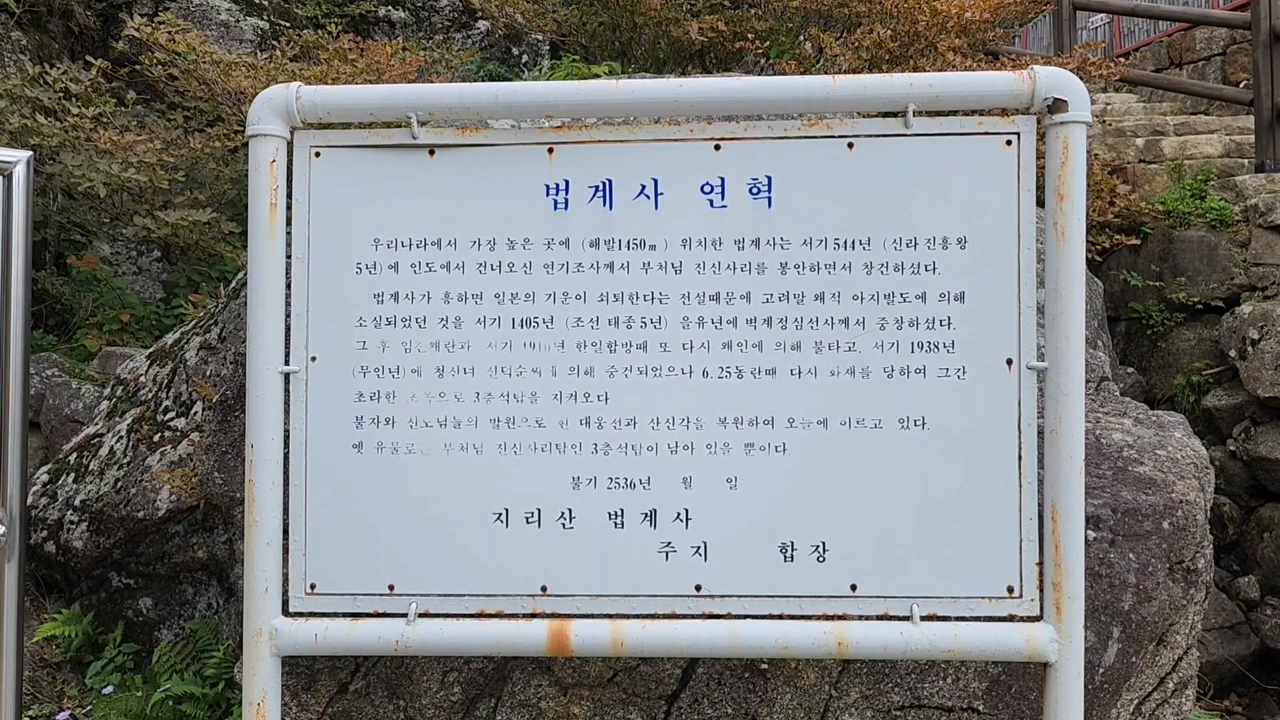 법계사 연혁
우리나라에서 가장 높은 곳에 (해발1450m) 위치한 법계사는 서기 544년 (신라 진흥왕
5년)에 인도에서 건너오신 연기조사께서 부처님 진신사리를 봉안하면서 창건하셨다.
법계사가 흥하면 일본의 기운이 쇠퇴한다는 전설때문에 고려말 왜적 아지발도에 의해
소실되었던 것을 서기 1405년 (조선 태종 5년) 을유년에 벽계정심선사께서 중창하셨다.
그 후 임진왜란과 서기 1910년 한일합방때 또 다시 왜인에 의해 불타고, 서기 1938년
(무인년)에 청신녀 신덕순씨에 의해 중건되었으나 6.25동란때 다시 화재를 당하여 그간
초라한 초옥으로 3층석탑을 지켜오다
불자와 신도님들의 발원으로 현 대웅전과 산신각을 복원하여 오늘에 이르고 있다.
옛 유물로는 부처님 진신사리탑인 3층석탑이 남아 있을 뿐이다.
불기 2536년 월 일
지리산 법계사
주지 합장